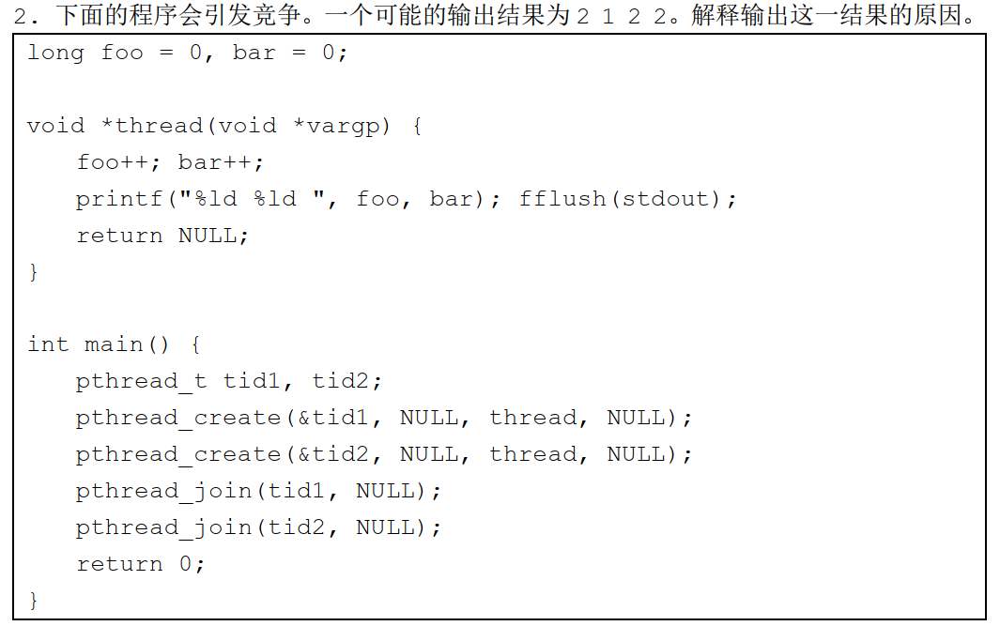 2. 下面的程序会引发竞争。一个可能的输出结果为 2 1 2 2。解释输出这一结果的原因。
long foo = 0, bar = 0;
void *thread(void *vargp) {
foo++; bar++;
printf("%ld %ld ", foo, bar); fflush(stdout);
return NULL;
}
int main() {
pthread_t tid1, tid2;
pthread_create(&tid1, NULL, thread, NULL);
pthread_create(&tid2, NULL, thread, NULL);
pthread_join(tid1, NULL);
pthread_join(tid2, NULL);
return 0;
}